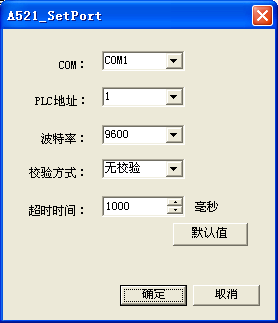 A521_SetPort
COM： COM1
PLC地址： 1
波特率： 9600
校验方式： 无校验
超时时间： 1000 毫秒
默认值
确定 取消